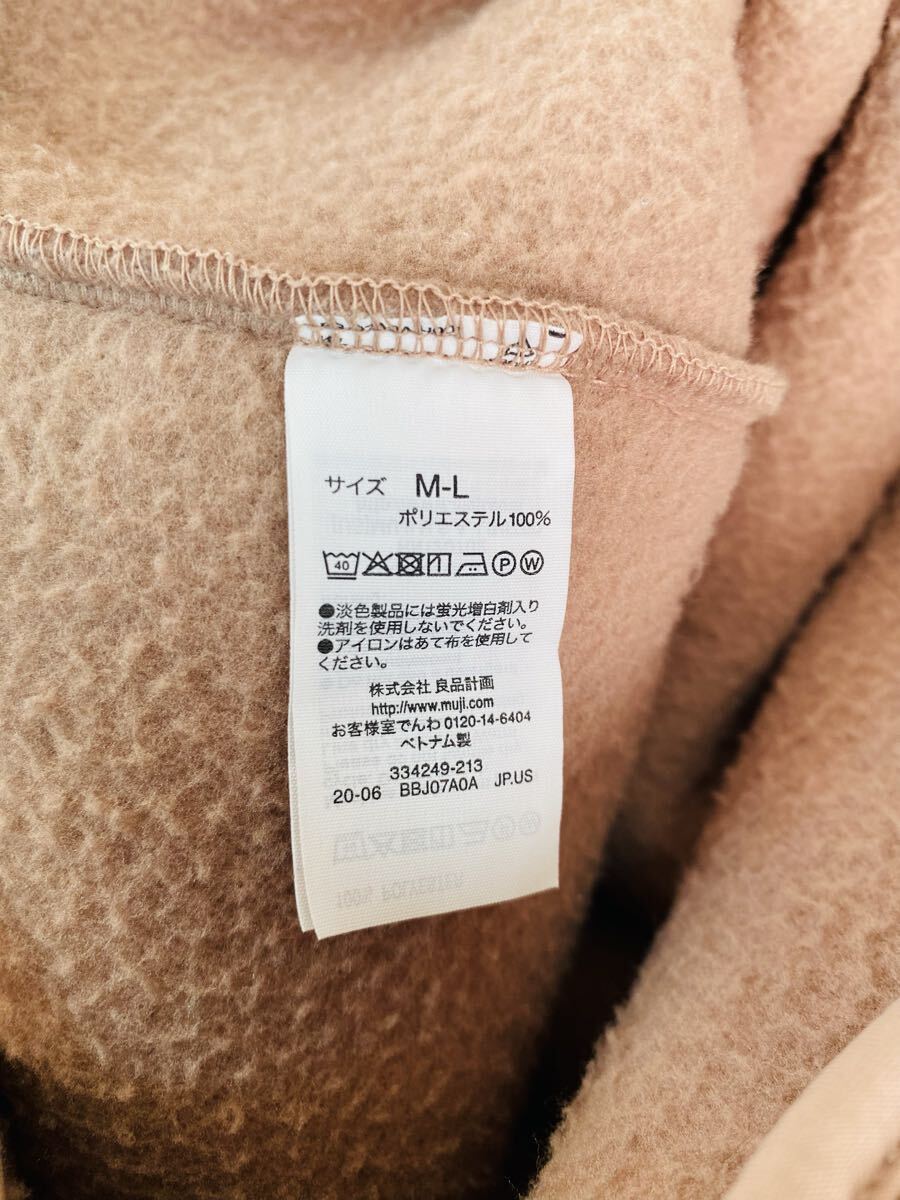 サイズ M-L
ポリエステル100%
40 P W
●淡色製品には蛍光増白剤入り
洗剤を使用しないでください。
●アイロンはあて布を使用して
ください。
株式会社 良品計画
http://www.muji.com
お客様室でんわ 0120-14-6404
ベトナム製
334249-213
20-06 BBJ07A0A JP.US
100% POLYESTER